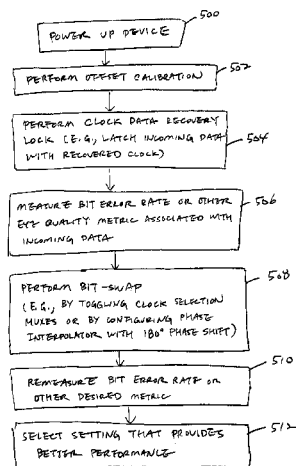 500
POWER UP DEVICE
502
PERFORM OFFSET CALIBRATION
PERFORM CLOCK DATA RECOVERY
LOCK (E.G., LATCH INCOMING DATA
WITH RECOVERED CLOCK)
504
MEASURE BIT ERROR RATE OR OTHER
EYE QUALITY METRIC ASSOCIATED WITH
INCOMING DATA
506
PERFORM BIT-SWAP
(E.G., BY TOGGLING CLOCK SELECTION
MUXES OR BY CONFIGURING PHASE
INTERPOLATOR WITH 180° PHASE SHIFT)
508
510
REMEASURE BIT ERROR RATE OR
OTHER DESIRED METRIC
512
SELECT SETTING THAT PROVIDES
BETTER PERFORMANCE